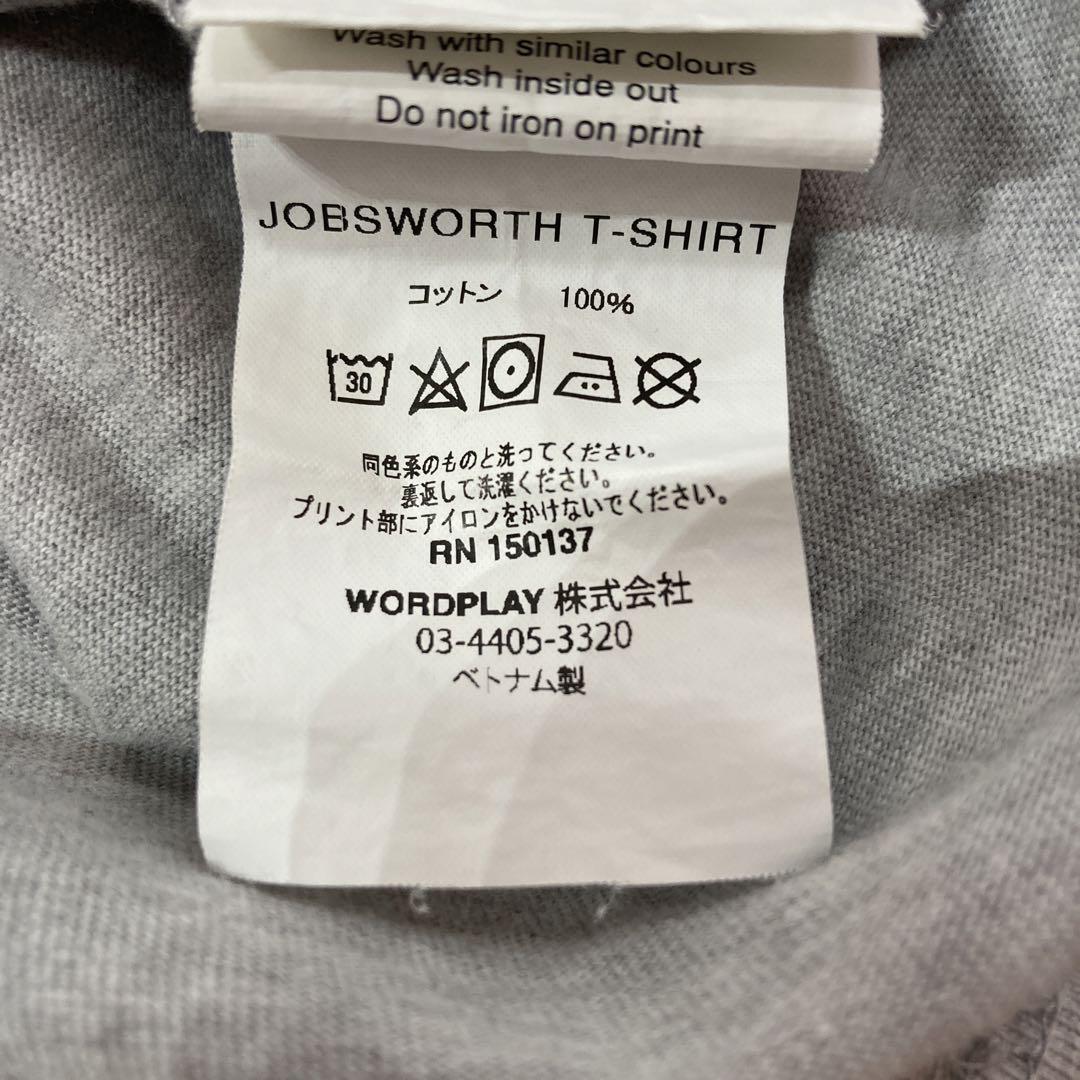 Wash with similar colours
Wash inside out
Do not iron on print
JOBSWORTH T-SHIRT
コットン 100%
30
同色系のものと洗ってください。
裏返して洗濯ください。
プリント部にアイロンをかけないでください。
RN 150137
WORDPLAY 株式会社
03-4405-3320
ベトナム製